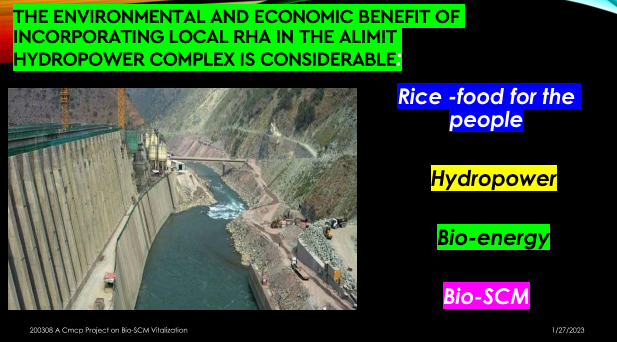 THE ENVIRONMENTAL AND ECONOMIC BENEFIT OF
INCORPORATING LOCAL RHA IN THE ALIMIT
HYDROPOWER COMPLEX IS CONSIDERABLE:
Rice -food for the
people
Hydropower
Bio-energy
Bio-SCM
200308 A Cmcp Project on Bio-SCM Vitalization
1/27/2023